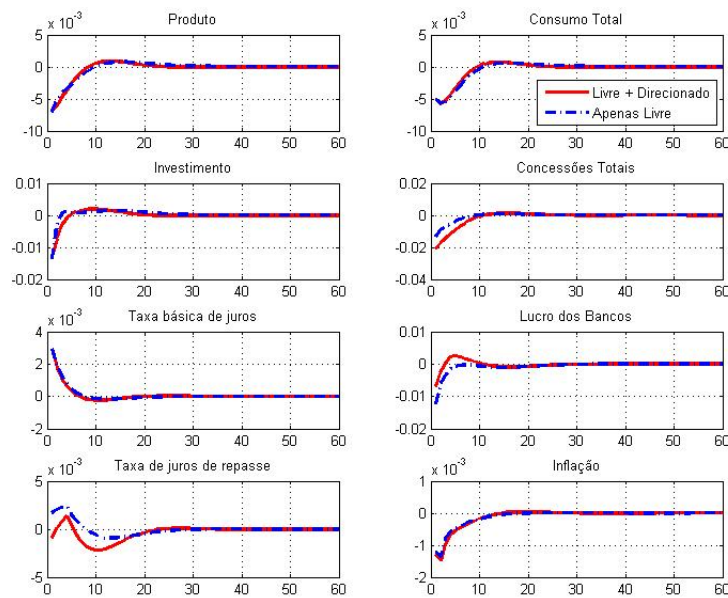 Produto
x 10⁻³
5
0
-5
-10
0 10 20 30 40 50 60
Consumo Total
x 10⁻³
5
0
-5
-10
0 10 20 30 40 50 60
Livre + Direcionado
Apenas Livre
Investimento
0.01
0
-0.01
-0.02
0 10 20 30 40 50 60
Concessões Totais
0.02
0
-0.02
-0.04
0 10 20 30 40 50 60
Taxa básica de juros
x 10⁻³
4
2
0
-2
0 10 20 30 40 50 60
Lucro dos Bancos
0.01
0
-0.01
-0.02
0 10 20 30 40 50 60
Taxa de juros de repasse
x 10⁻³
5
0
-5
0 10 20 30 40 50 60
Inflação
x 10⁻³
1
0
-1
-2
0 10 20 30 40 50 60